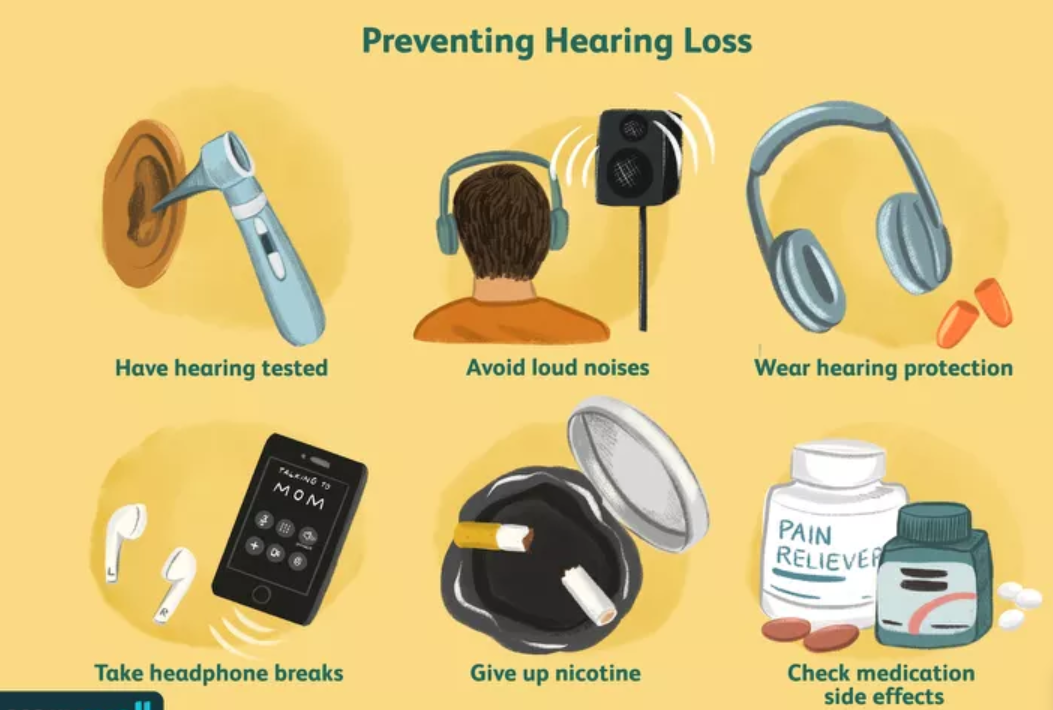 Preventing Hearing Loss
Have hearing tested
Avoid loud noises
Wear hearing protection
TALKING TO
MOM
L
R
Take headphone breaks
Give up nicotine
PAIN
RELIEVER
Check medication
side effects